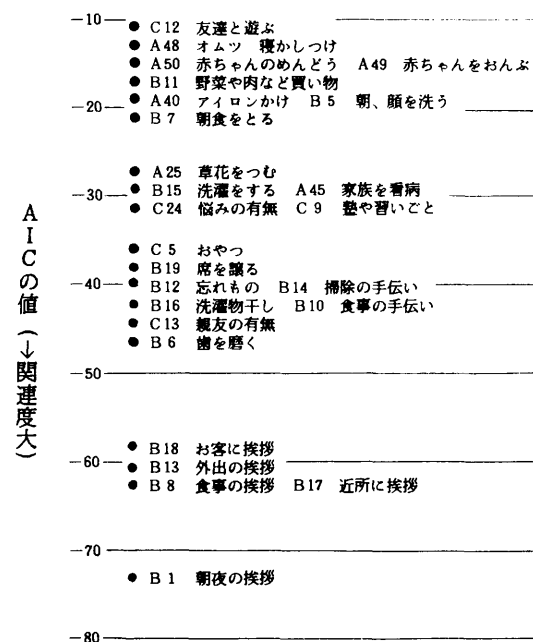 -10
C12 友達と遊ぶ
A48 オムツ 寝かしつけ
A50 赤ちゃんのめんどう A49 赤ちゃんをおんぶ
B11 野菜や肉など買い物
A40 アイロンかけ B5 朝、顔を洗う
-20
B7 朝食をとる
A25 草花をつむ
B15 洗濯をする A45 家族を看病
-30
C24 悩みの有無 C9 塾や習いごと
C5 おやつ
B19 席を譲る
B12 忘れもの B14 掃除の手伝い
-40
B16 洗濯物干し B10 食事の手伝い
C13 親友の有無
B6 歯を磨く
-50
B18 お客に挨拶
B13 外出の挨拶
-60
B8 食事の挨拶 B17 近所に挨拶
-70
B1 朝夜の挨拶
-80
AICの値（↓関連度大）